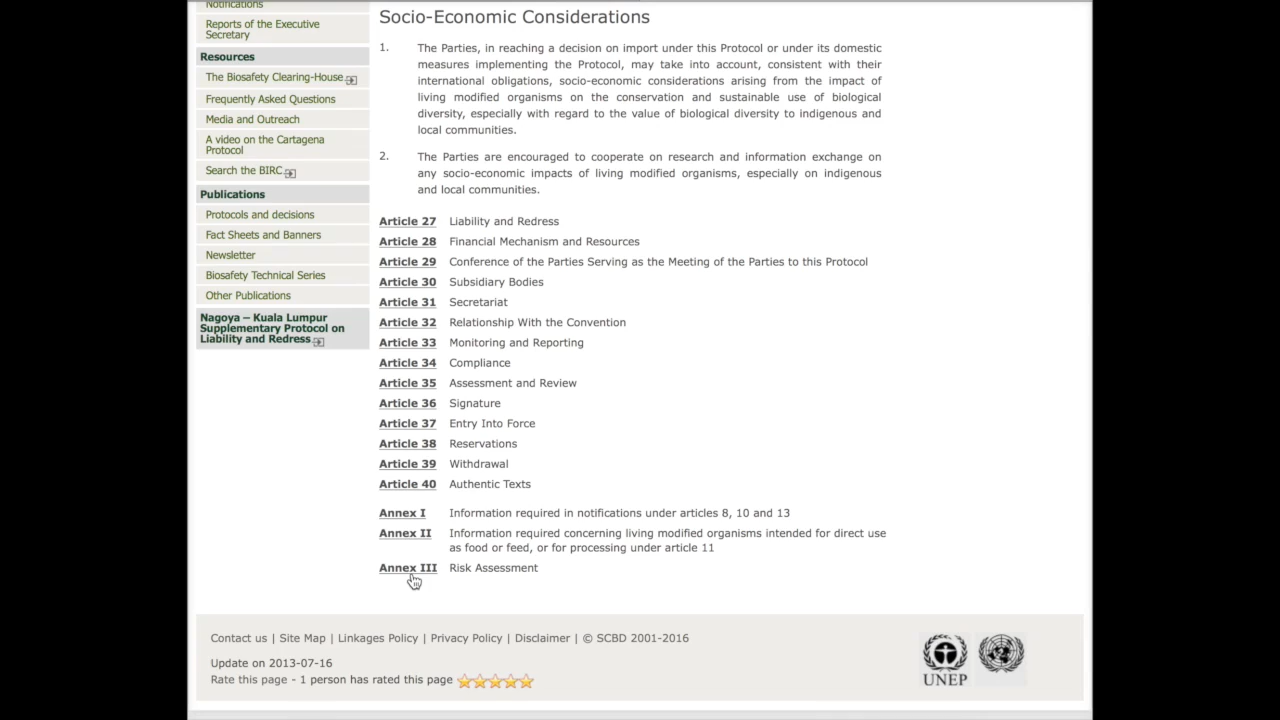 Notifications
Reports of the Executive
Secretary
Resources
The Biosafety Clearing-House
Frequently Asked Questions
Media and Outreach
A video on the Cartagena
Protocol
Search the BIRC
Publications
Protocols and decisions
Fact Sheets and Banners
Newsletter
Biosafety Technical Series
Other Publications
Nagoya – Kuala Lumpur
Supplementary Protocol on
Liability and Redress
Socio-Economic Considerations
1. The Parties, in reaching a decision on import under this Protocol or under its domestic
measures implementing the Protocol, may take into account, consistent with their
international obligations, socio-economic considerations arising from the impact of
living modified organisms on the conservation and sustainable use of biological
diversity, especially with regard to the value of biological diversity to indigenous and
local communities.
2. The Parties are encouraged to cooperate on research and information exchange on
any socio-economic impacts of living modified organisms, especially on indigenous
and local communities.
Article 27 Liability and Redress
Article 28 Financial Mechanism and Resources
Article 29 Conference of the Parties Serving as the Meeting of the Parties to this Protocol
Article 30 Subsidiary Bodies
Article 31 Secretariat
Article 32 Relationship With the Convention
Article 33 Monitoring and Reporting
Article 34 Compliance
Article 35 Assessment and Review
Article 36 Signature
Article 37 Entry Into Force
Article 38 Reservations
Article 39 Withdrawal
Article 40 Authentic Texts
Annex I Information required in notifications under articles 8, 10 and 13
Annex II Information required concerning living modified organisms intended for direct use
as food or feed, or for processing under article 11
Annex III Risk Assessment
Contact us | Site Map | Linkages Policy | Privacy Policy | Disclaimer | © SCBD 2001-2016
Update on 2013-07-16
Rate this page - 1 person has rated this page
UNEP